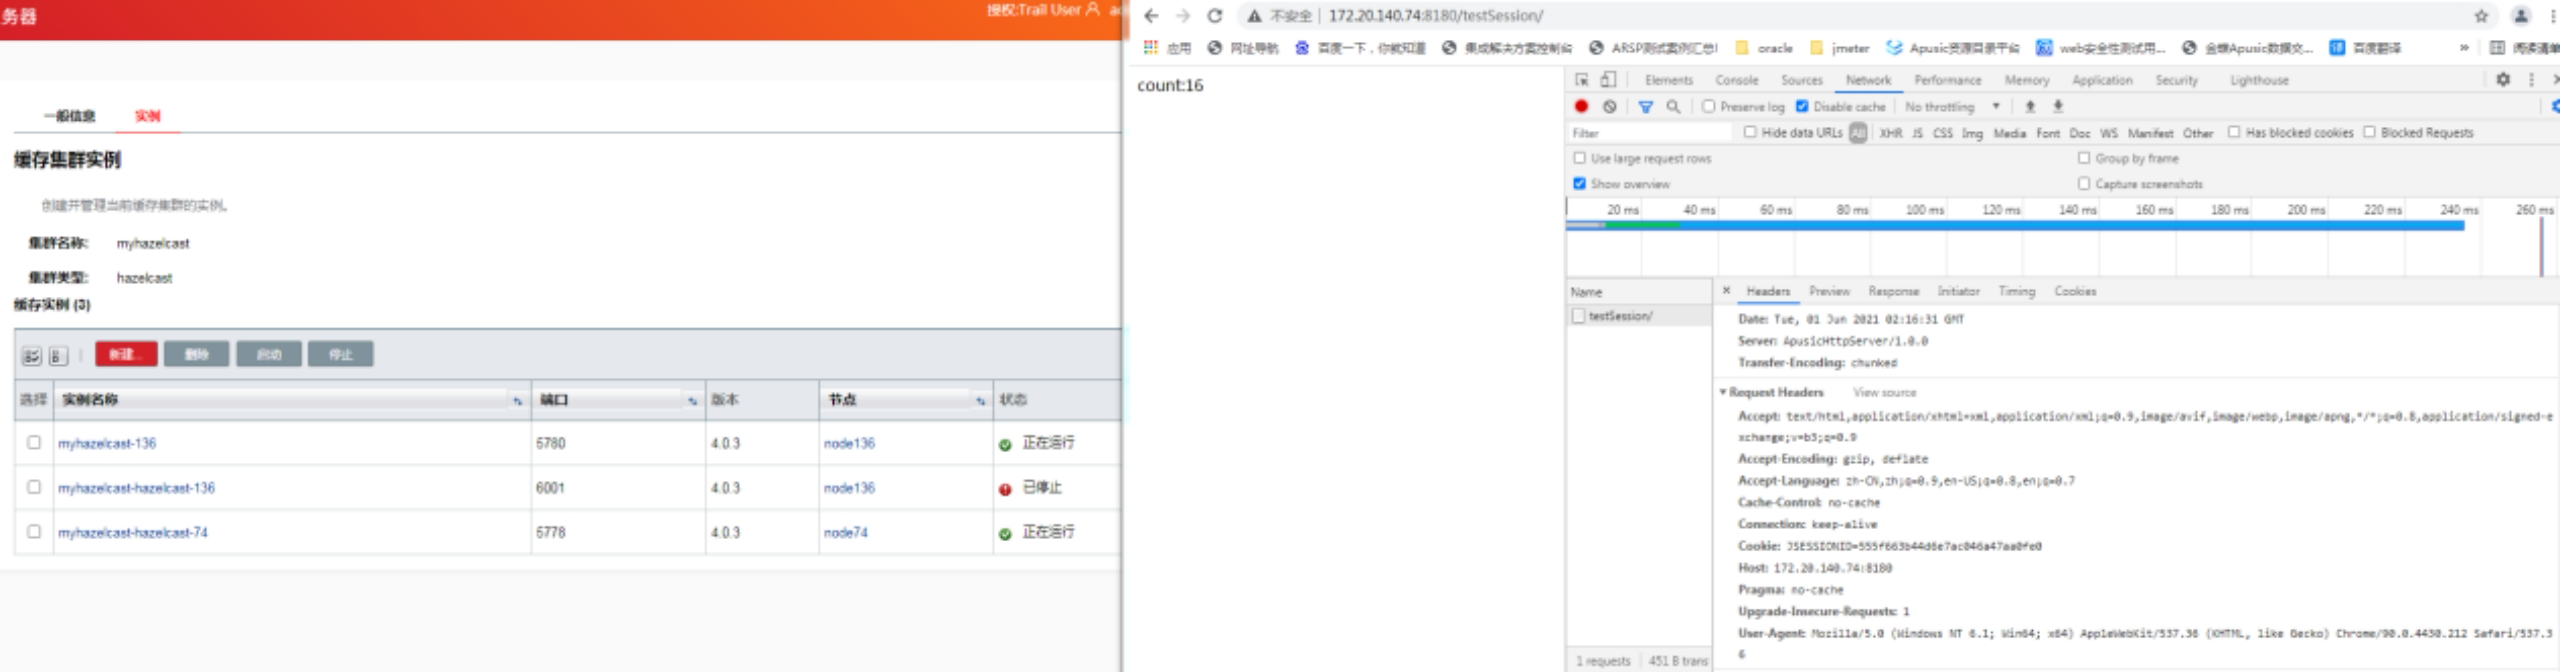 务器
授权:Trail User
一般信息 实例
缓存集群实例
创建并管理当前缓存集群的实例。
集群名称: myhazelcast
集群类型: hazelcast
缓存实例 (3)
新建... 删除 启动 停止
选择 实例名称 端口 版本 节点 状态
myhazelcast-136 5780 4.0.3 node136 正在运行
myhazelcast-hazelcast-136 6001 4.0.3 node136 已停止
myhazelcast-hazelcast-74 5778 4.0.3 node74 正在运行
不安全 | 172.20.140.74:8180/testSession/
应用 网址导航 百度一下，你就知道 集成解决方案控制台 ARSP测试案例汇总! oracle jmeter Apusic资源目录平台 web安全性测试用... 金蝶Apusic数据交... 百度翻译 » 阅读清单
count:16
Elements Console Sources Network Performance Memory Application Security Lighthouse
Preserve log Disable cache No throttling
Filter Hide data URLs All XHR JS CSS Img Media Font Doc WS Manifest Other Has blocked cookies Blocked Requests
Use large request rows Group by frame
Show overview Capture screenshots
20 ms 40 ms 60 ms 80 ms 100 ms 120 ms 140 ms 160 ms 180 ms 200 ms 220 ms 240 ms 260 ms
Name × Headers Preview Response Initiator Timing Cookies
testSession/
Date: Tue, 01 Jun 2021 02:16:31 GMT
Server: ApusicHttpServer/1.0.0
Transfer-Encoding: chunked
Request Headers View source
Accept: text/html,application/xhtml+xml,application/xml;q=0.9,image/avif,image/webp,image/apng,*/*;q=0.8,application/signed-e
xchange;v=b3;q=0.9
Accept-Encoding: gzip, deflate
Accept-Language: zh-CN,zh;q=0.9,en-US;q=0.8,en;q=0.7
Cache-Control: no-cache
Connection: keep-alive
Cookie: JSESSIONID=555f663b44d6e7ac046a47aa0fe0
Host: 172.20.140.74:8180
Pragma: no-cache
Upgrade-Insecure-Requests: 1
User-Agent: Mozilla/5.0 (Windows NT 6.1; Win64; x64) AppleWebKit/537.36 (KHTML, like Gecko) Chrome/90.0.4430.212 Safari/537.3
6
1 requests 451 B trans